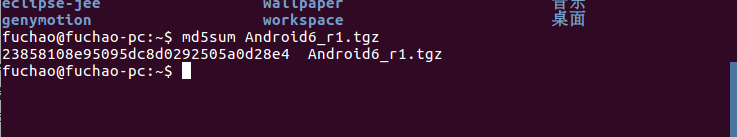 eclipse-jee wallpaper 音乐
genymotion workspace 桌面
fuchao@fuchao-pc:~$ md5sum Android6_r1.tgz
23858108e95095dc8d0292505a0d28e4  Android6_r1.tgz
fuchao@fuchao-pc:~$